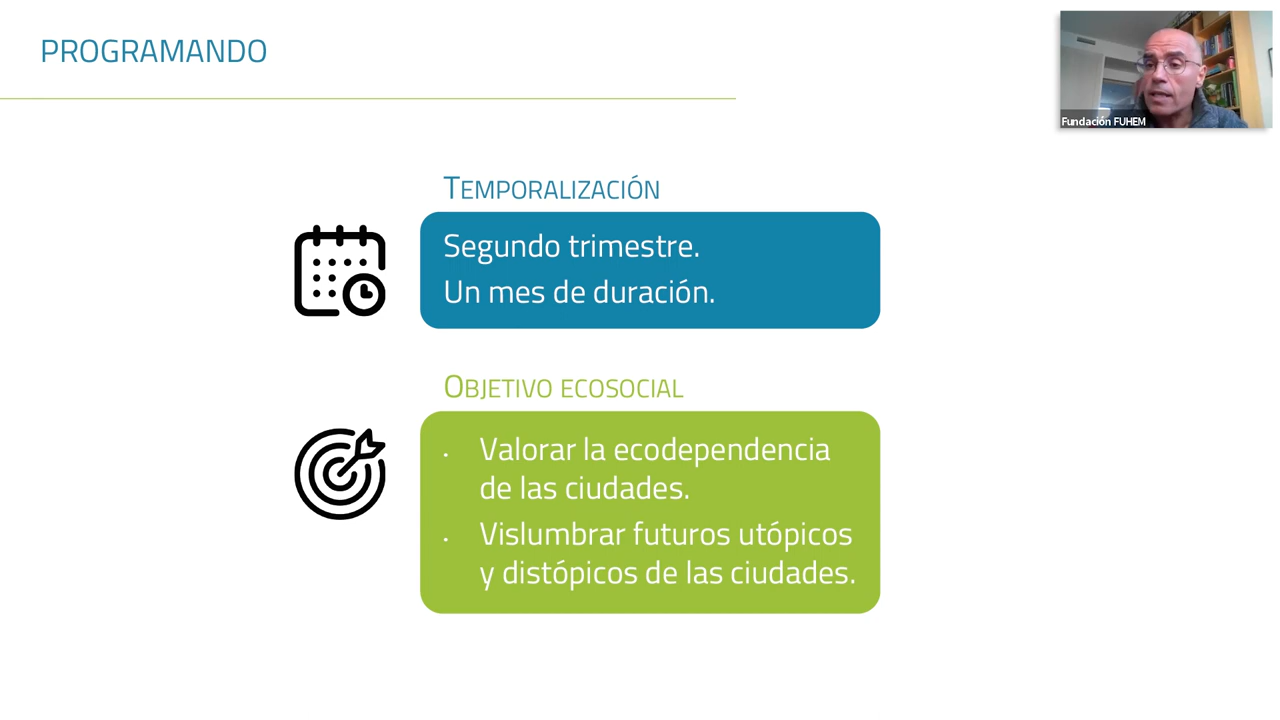 PROGRAMANDO
Fundación FUHEM
TEMPORALIZACIÓN
Segundo trimestre.
Un mes de duración.
OBJETIVO ECOSOCIAL
• Valorar la ecodependencia
de las ciudades.
• Vislumbrar futuros utópicos
y distópicos de las ciudades.